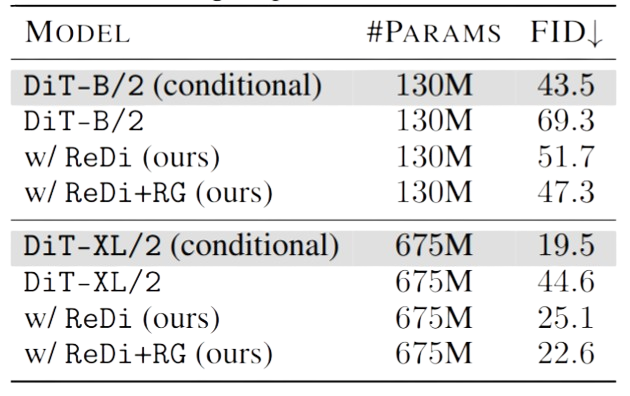 MODEL #PARAMS FID↓
DiT-B/2 (conditional) 130M 43.5
DiT-B/2 130M 69.3
w/ ReDi (ours) 130M 51.7
w/ ReDi+RG (ours) 130M 47.3
DiT-XL/2 (conditional) 675M 19.5
DiT-XL/2 675M 44.6
w/ ReDi (ours) 675M 25.1
w/ ReDi+RG (ours) 675M 22.6